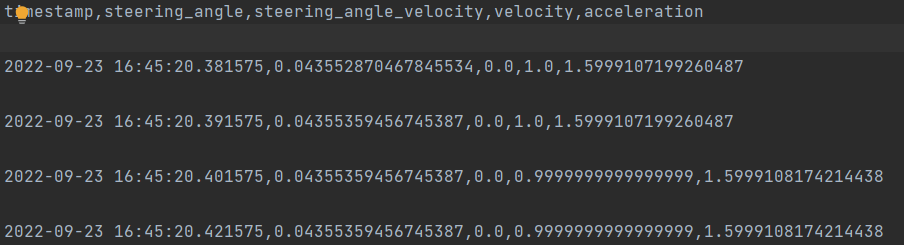 timestamp,steering_angle,steering_angle_velocity,velocity,acceleration
2022-09-23 16:45:20.381575,0.043552870467845534,0.0,1.0,1.5999107199260487
2022-09-23 16:45:20.391575,0.04355359456745387,0.0,1.0,1.5999107199260487
2022-09-23 16:45:20.401575,0.04355359456745387,0.0,0.9999999999999999,1.5999108174214438
2022-09-23 16:45:20.421575,0.04355359456745387,0.0,0.9999999999999999,1.5999108174214438